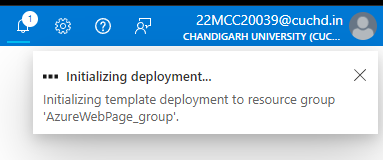 1
22MCC20039@cuchd.in
CHANDIGARH UNIVERSITY (CUC...
Initializing deployment...
Initializing template deployment to resource group
'AzureWebPage_group'.